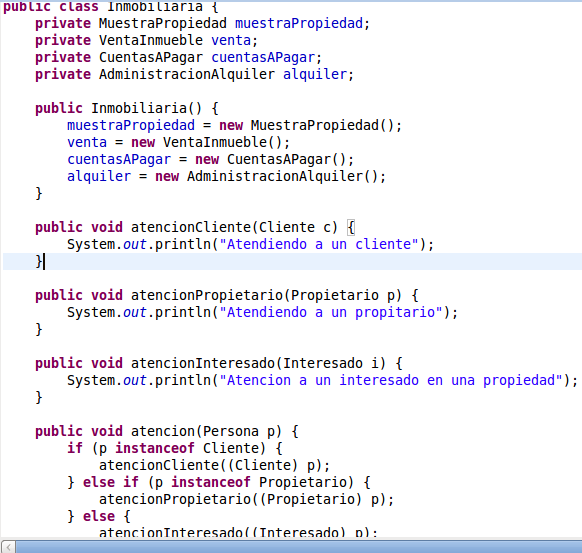 public class Inmobiliaria {
    private MuestraPropiedad muestraPropiedad;
    private VentaInmueble venta;
    private CuentasAPagar cuentasAPagar;
    private AdministracionAlquiler alquiler;

    public Inmobiliaria() {
        muestraPropiedad = new MuestraPropiedad();
        venta = new VentaInmueble();
        cuentasAPagar = new CuentasAPagar();
        alquiler = new AdministracionAlquiler();
    }

    public void atencionCliente(Cliente c) {
        System.out.println("Atendiendo a un cliente");
    }

    public void atencionPropietario(Propietario p) {
        System.out.println("Atendiendo a un propitario");
    }

    public void atencionInteresado(Interesado i) {
        System.out.println("Atencion a un interesado en una propiedad");
    }

    public void atencion(Persona p) {
        if (p instanceof Cliente) {
            atencionCliente((Cliente) p);
        } else if (p instanceof Propietario) {
            atencionPropietario((Propietario) p);
        } else {
            atencionInteresado((Interesado) p);